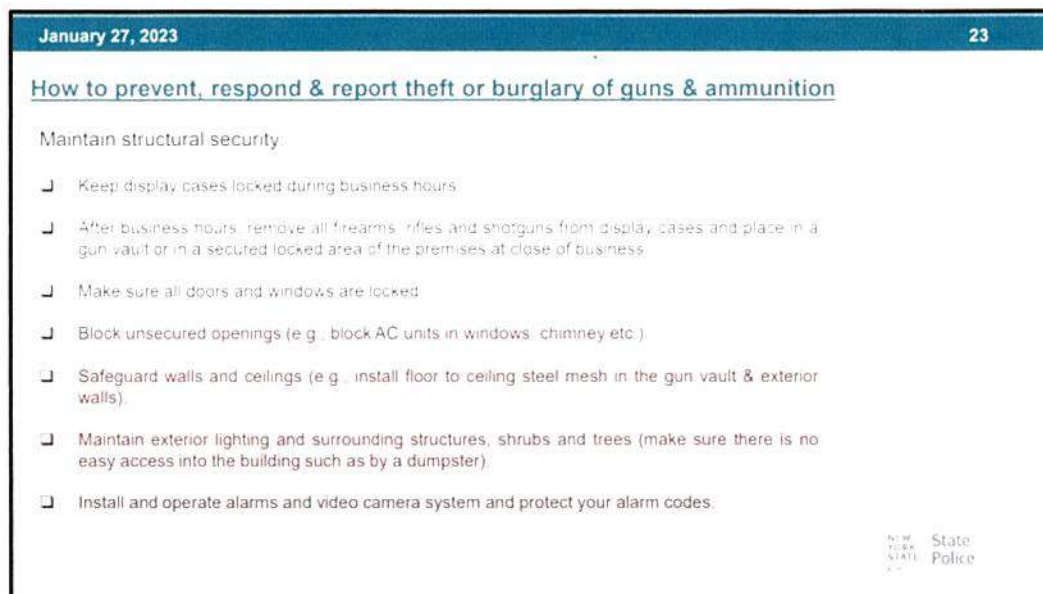 January 27, 2023 23
How to prevent, respond & report theft or burglary of guns & ammunition
Maintain structural security:
❑ Keep display cases locked during business hours
❑ After business hours, remove all firearms, rifles and shotguns from display cases and place in a
gun vault or in a secured locked area of the premises at close of business
❑ Make sure all doors and windows are locked
❑ Block unsecured openings (e.g., block AC units in windows, chimney etc.)
❑ Safeguard walls and ceilings (e.g., install floor to ceiling steel mesh in the gun vault & exterior
walls).
❑ Maintain exterior lighting and surrounding structures, shrubs and trees (make sure there is no
easy access into the building such as by a dumpster).
❑ Install and operate alarms and video camera system and protect your alarm codes.
NEW
YORK
STATE
State
Police